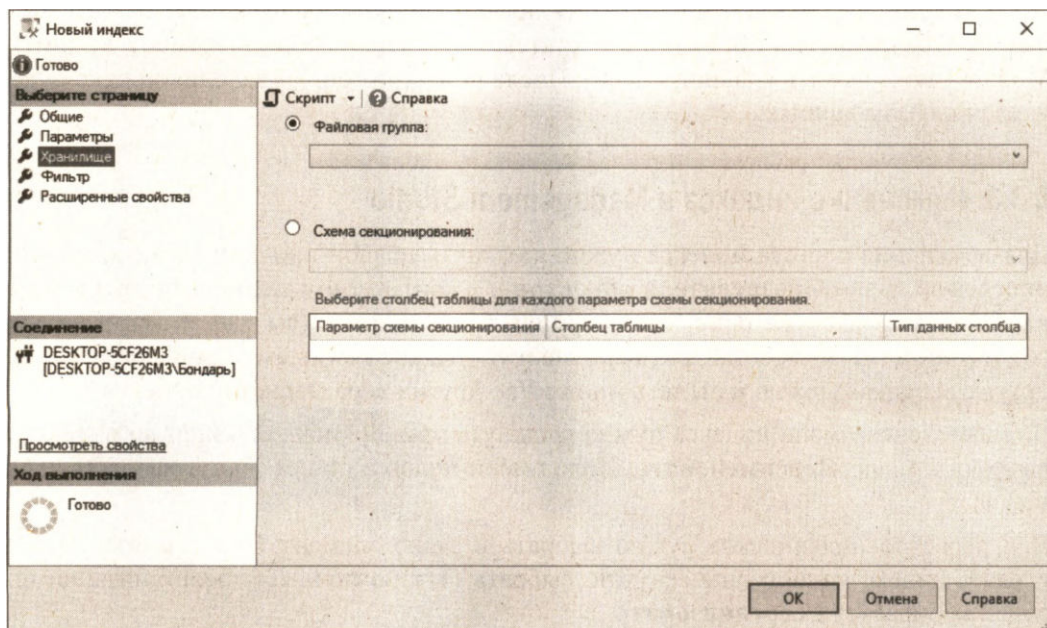 Новый индекс
Готово
Выберите страницу
Общие
Параметры
Хранилище
Фильтр
Расширенные свойства
Скрипт
Справка
Файловая группа:
Схема секционирования:
Выберите столбец таблицы для каждого параметра схемы секционирования.
Параметр схемы секционирования Столбец таблицы Тип данных столбца
Соединение
DESKTOP-5CF26M3
[DESKTOP-5CF26M3\Бондарь]
Просмотреть свойства
Ход выполнения
Готово
OK Отмена Справка